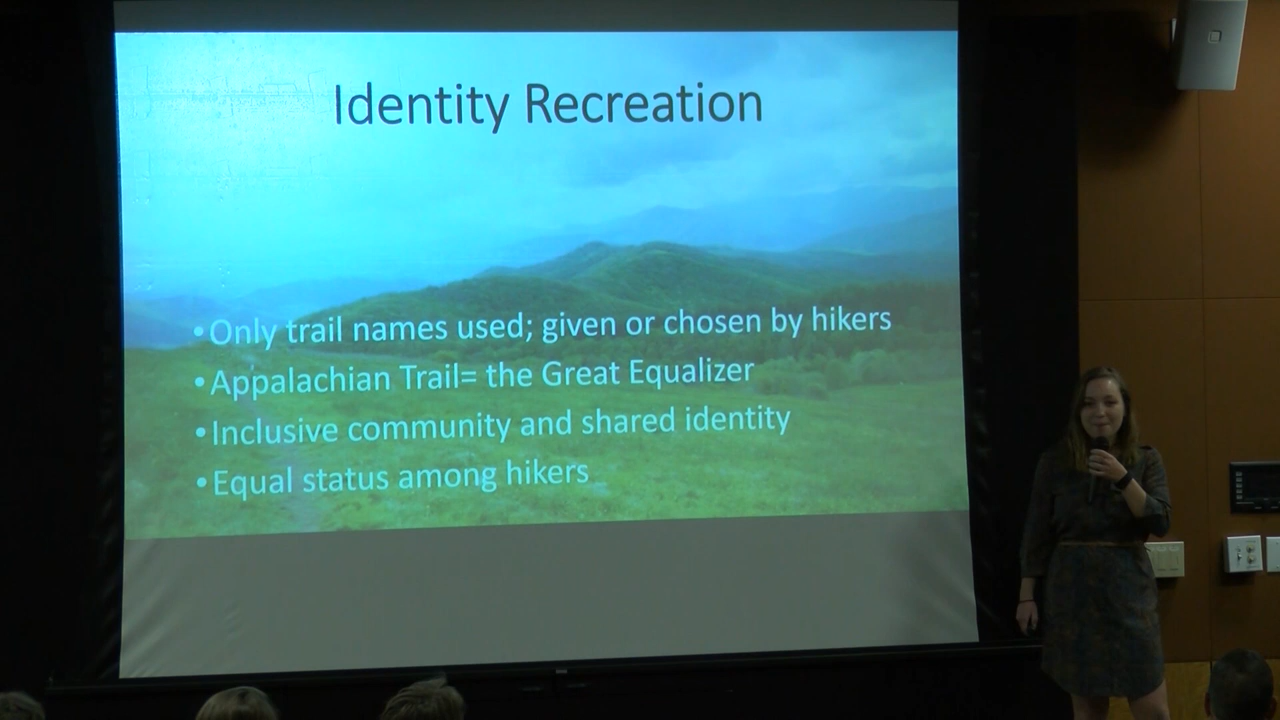 Identity Recreation
•Only trail names used; given or chosen by hikers
•Appalachian Trail= the Great Equalizer
•Inclusive community and shared identity
•Equal status among hikers